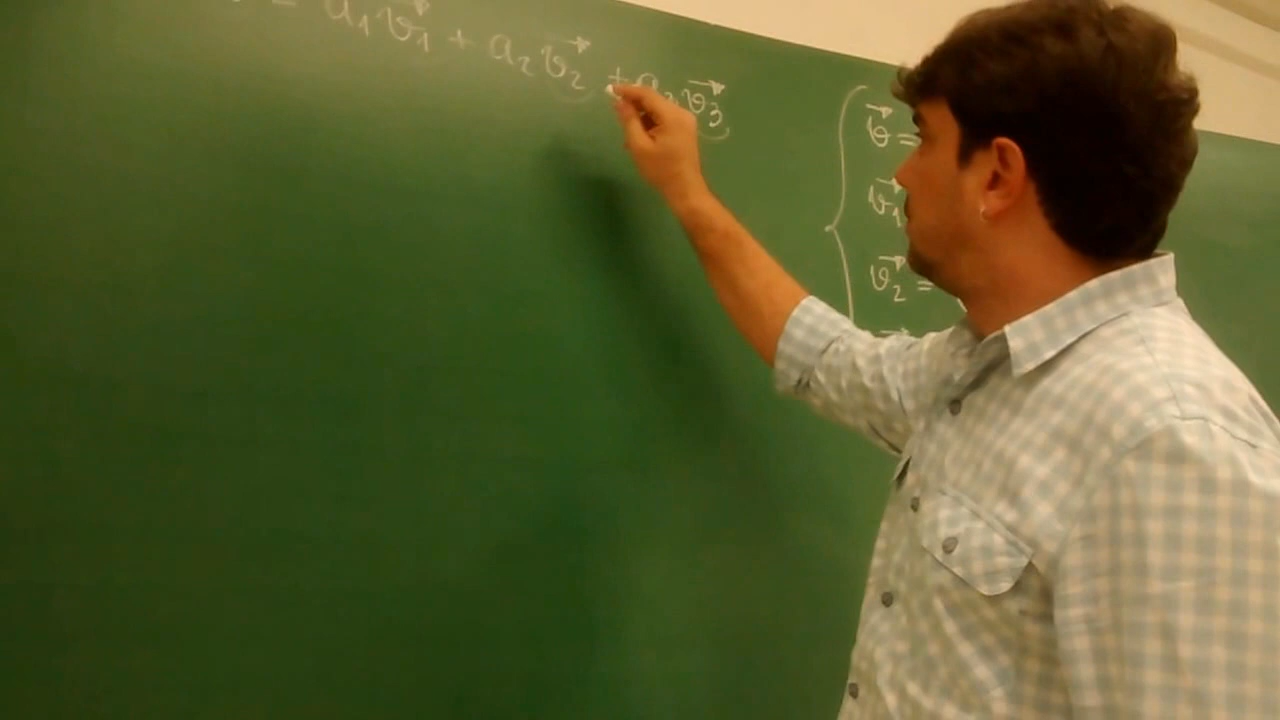 = a₁v⃗₁ + a₂v⃗₂ + a₃v⃗₃
v⃗ =
v⃗₁
v⃗₂ =